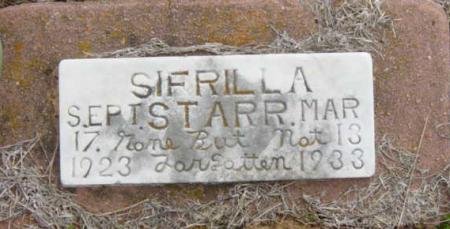 SIFRILLA
SEPT. STARR. MAR
17. Gone But Not 13
1923 Forgotten 1933